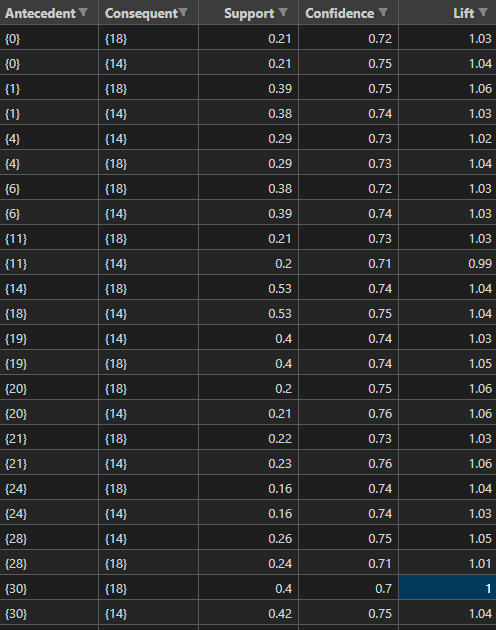 Antecedent Consequent Support Confidence Lift
{0} {18} 0.21 0.72 1.03
{0} {14} 0.21 0.75 1.04
{1} {18} 0.39 0.75 1.06
{1} {14} 0.38 0.74 1.03
{4} {14} 0.29 0.73 1.02
{4} {18} 0.29 0.73 1.04
{6} {18} 0.38 0.72 1.03
{6} {14} 0.39 0.74 1.03
{11} {18} 0.21 0.73 1.03
{11} {14} 0.2 0.71 0.99
{14} {18} 0.53 0.74 1.04
{18} {14} 0.53 0.75 1.04
{19} {14} 0.4 0.74 1.03
{19} {18} 0.4 0.74 1.05
{20} {18} 0.2 0.75 1.06
{20} {14} 0.21 0.76 1.06
{21} {18} 0.22 0.73 1.03
{21} {14} 0.23 0.76 1.06
{24} {18} 0.16 0.74 1.04
{24} {14} 0.16 0.74 1.03
{28} {14} 0.26 0.75 1.05
{28} {18} 0.24 0.71 1.01
{30} {18} 0.4 0.7 1
{30} {14} 0.42 0.75 1.04